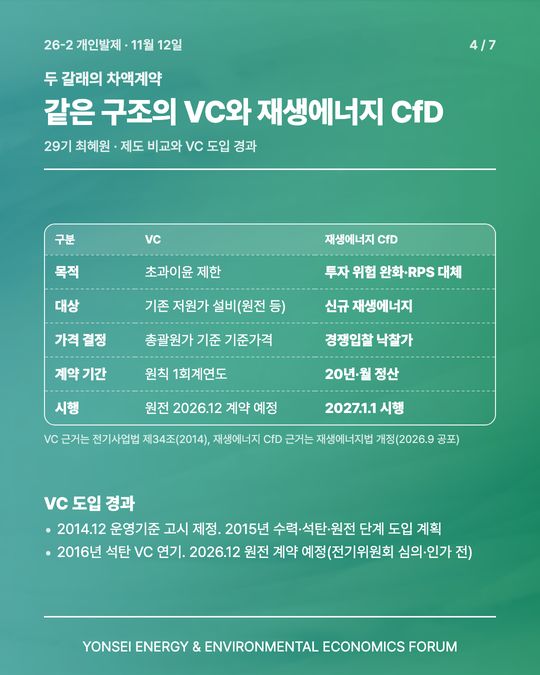 26-2 개인발제 · 11월 12일
4 / 7
두 갈래의 차액계약
같은 구조의 VC와 재생에너지 CfD
29기 최혜원 · 제도 비교와 VC 도입 경과
구분 VC 재생에너지 CfD
목적 초과이윤 제한 투자 위험 완화·RPS 대체
대상 기존 저원가 설비(원전 등) 신규 재생에너지
가격 결정 총괄원가 기준 기준가격 경쟁입찰 낙찰가
계약 기간 원칙 1회계연도 20년·월 정산
시행 원전 2026.12 계약 예정 2027.1.1 시행
VC 근거는 전기사업법 제34조(2014), 재생에너지 CfD 근거는 재생에너지법 개정(2026.9 공포)
VC 도입 경과
• 2014.12 운영기준 고시 제정. 2015년 수력·석탄·원전 단계 도입 계획
• 2016년 석탄 VC 연기. 2026.12 원전 계약 예정(전기위원회 심의·인가 전)
YONSEI ENERGY & ENVIRONMENTAL ECONOMICS FORUM